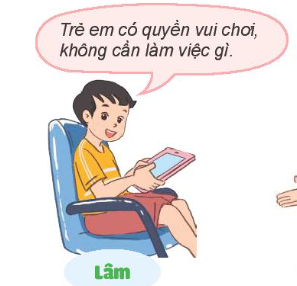 Trẻ em có quyền vui chơi,
không cần làm việc gì.
Lâm